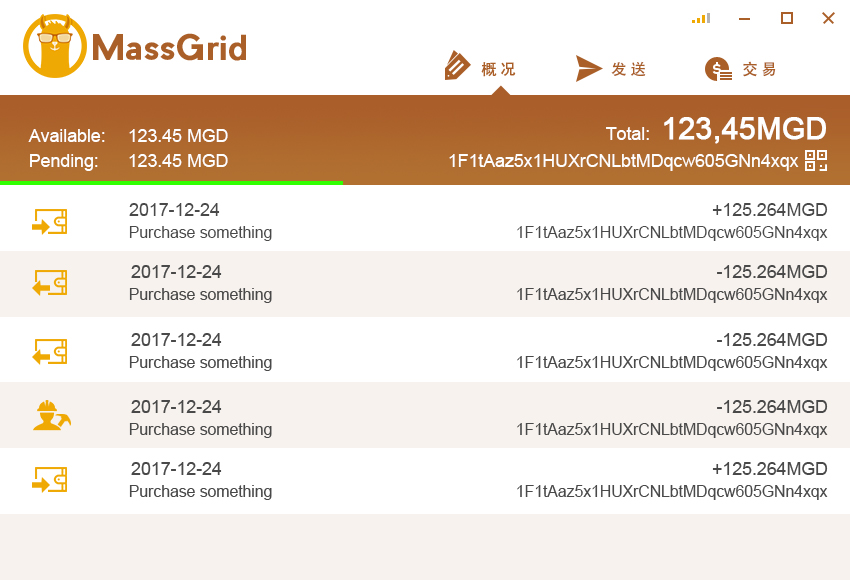 MassGrid
概况 发送 交易
Available: 123.45 MGD
Total: 123,45MGD
Pending: 123.45 MGD
1F1tAaz5x1HUXrCNLbtMDqcw605GNn4xqx
2017-12-24 +125.264MGD
Purchase something 1F1tAaz5x1HUXrCNLbtMDqcw605GNn4xqx
2017-12-24 -125.264MGD
Purchase something 1F1tAaz5x1HUXrCNLbtMDqcw605GNn4xqx
2017-12-24 -125.264MGD
Purchase something 1F1tAaz5x1HUXrCNLbtMDqcw605GNn4xqx
2017-12-24 -125.264MGD
Purchase something 1F1tAaz5x1HUXrCNLbtMDqcw605GNn4xqx
2017-12-24 +125.264MGD
Purchase something 1F1tAaz5x1HUXrCNLbtMDqcw605GNn4xqx